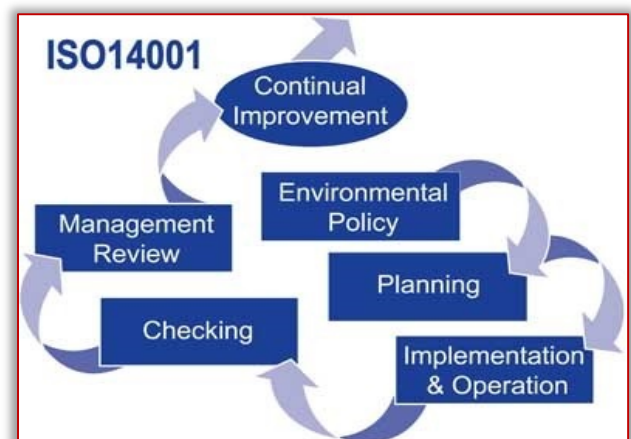 ISO14001
Continual
Improvement
Environmental
Policy
Management
Review
Planning
Checking
Implementation
& Operation